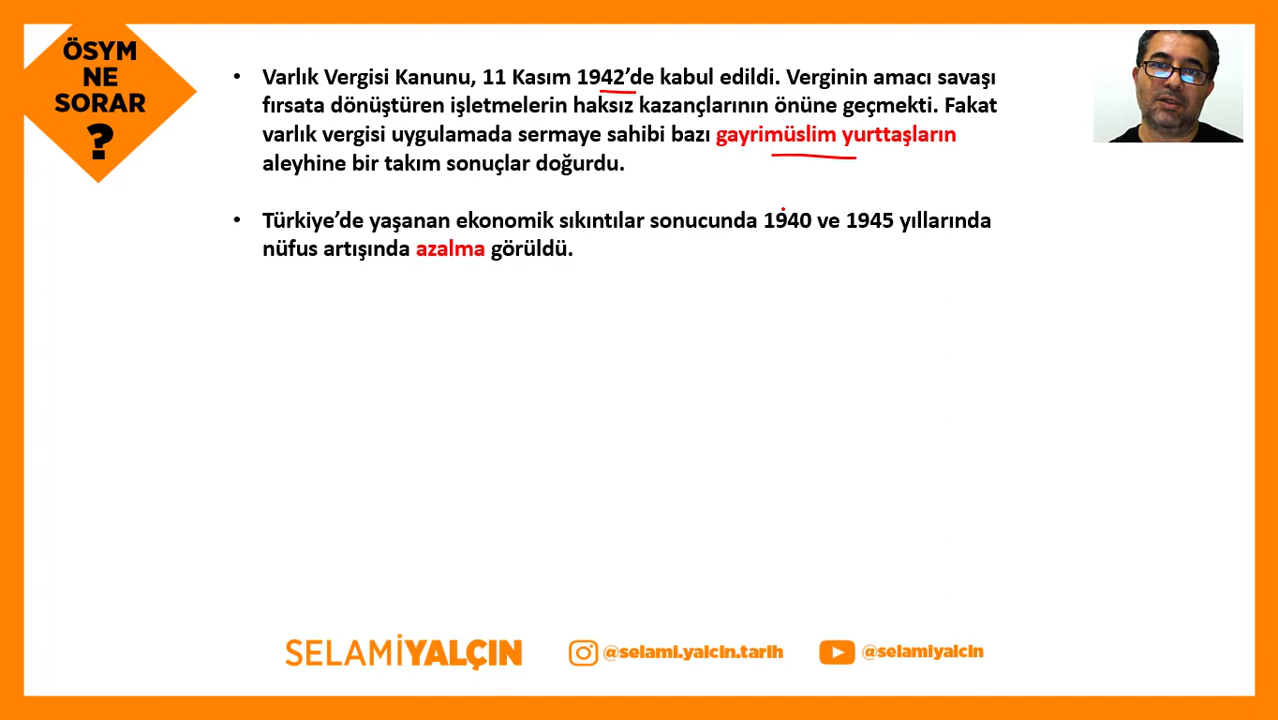 ÖSYM
NE
SORAR
?
• Varlık Vergisi Kanunu, 11 Kasım 1942’de kabul edildi. Verginin amacı savaşı
fırsata dönüştüren işletmelerin haksız kazançlarının önüne geçmekti. Fakat
varlık vergisi uygulamada sermaye sahibi bazı gayrimüslim yurttaşların
aleyhine bir takım sonuçlar doğurdu.
• Türkiye’de yaşanan ekonomik sıkıntılar sonucunda 1940 ve 1945 yıllarında
nüfus artışında azalma görüldü.
SELAMİYALÇIN @selami.yalcin.tarih @selamiyalcin